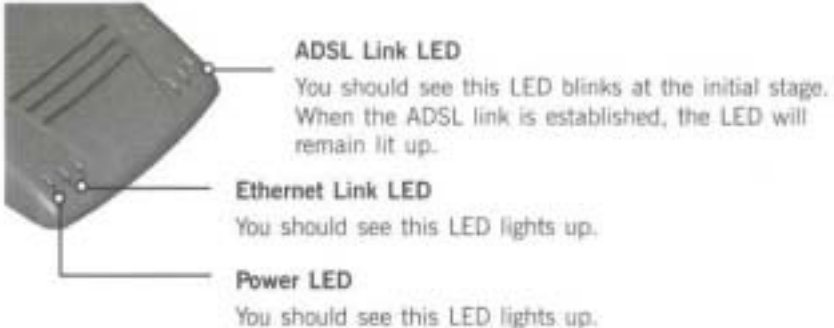 ADSL Link LED
You should see this LED blinks at the initial stage.
When the ADSL link is established, the LED will
remain lit up.
Ethernet Link LED
You should see this LED lights up.
Power LED
You should see this LED lights up.